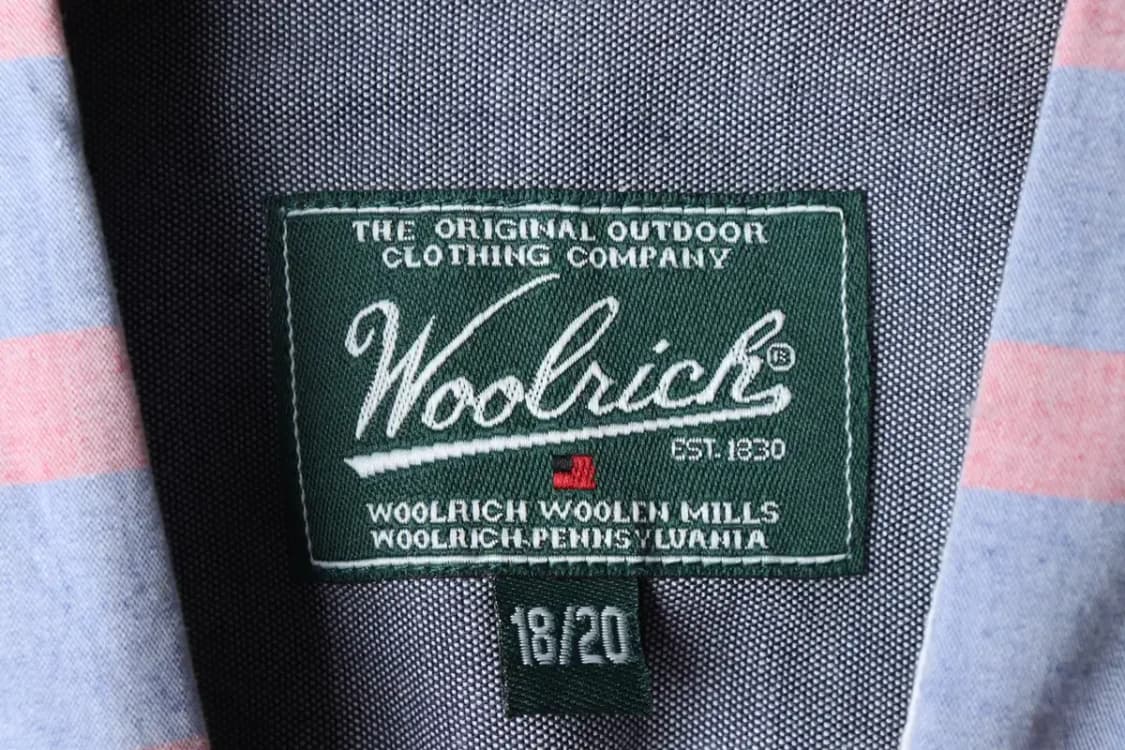 THE ORIGINAL OUTDOOR
CLOTHING COMPANY
Woolrich®
EST. 1830
WOOLRICH WOOLEN MILLS
WOOLRICH, PENNSYLVANIA
18/20